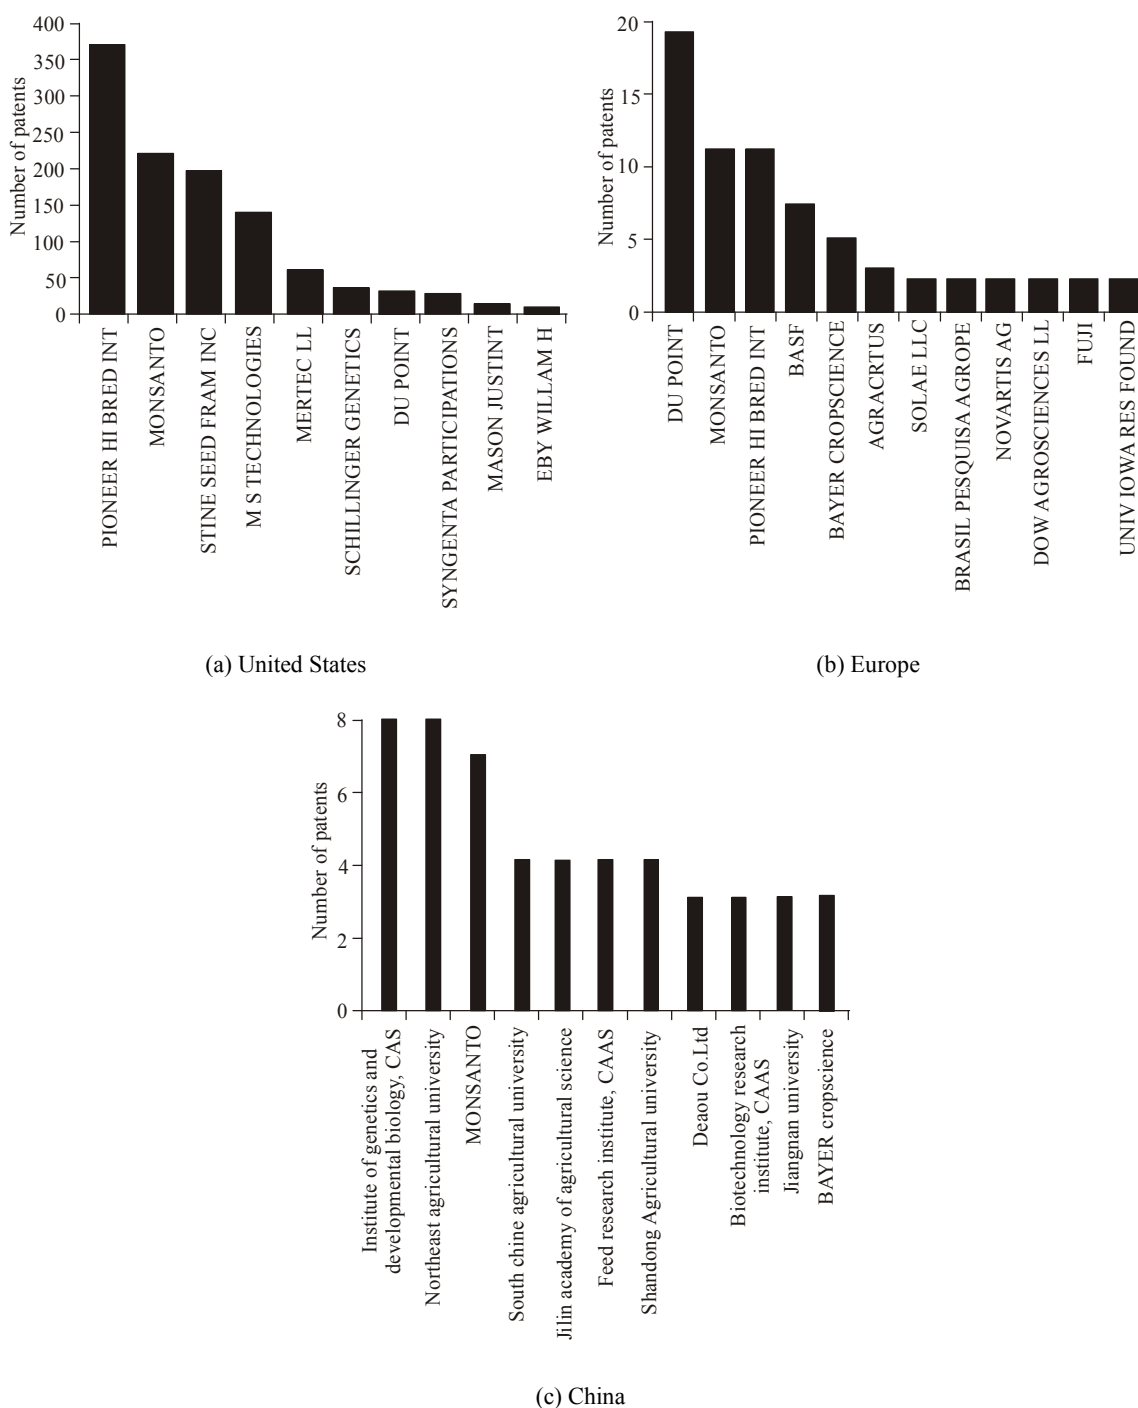 Number of patents
400
350
300
250
200
150
100
50
0
PIONEER HI BRED INT
MONSANTO
STINE SEED FRAM INC
M S TECHNOLOGIES
MERTEC LL
SCHILLINGER GENETICS
DU POINT
SYNGENTA PARTICIPATIONS
MASON JUSTINT
EBY WILLAM H
(a) United States
Number of patents
20
15
10
5
0
DU POINT
MONSANTO
PIONEER HI BRED INT
BASF
BAYER CROPSCIENCE
AGRACRTUS
SOLAE LLC
BRASIL PESQUISA AGROPE
NOVARTIS AG
DOW AGROSCIENCES LL
FUJI
UNIV IOWA RES FOUND
(b) Europe
Number of patents
8
6
4
2
0
Institute of genetics and
developmental biology, CAS
Northeast agricultural university
MONSANTO
South chine agricultural university
Jilin academy of agricultural science
Feed research institute, CAAS
Shandong Agricultural university
Deaou Co.Ltd
Biotechnology research
institute, CAAS
Jiangnan university
BAYER cropscience
(c) China